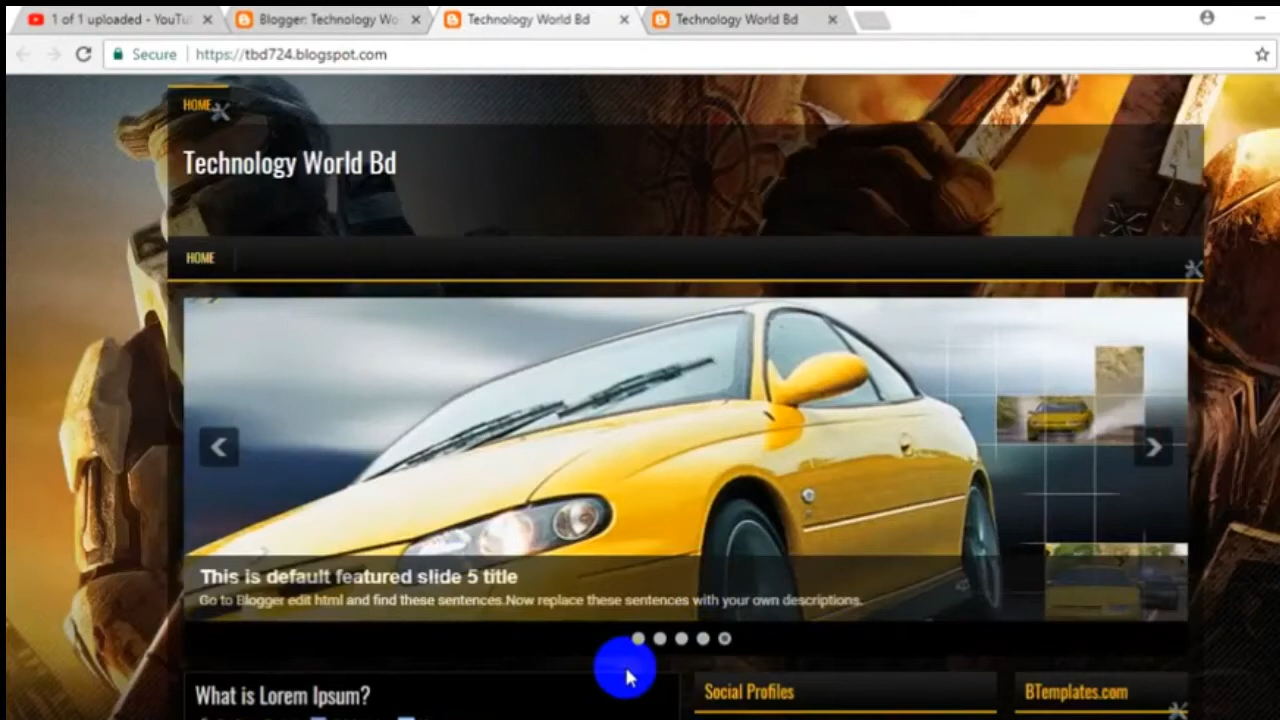 1 of 1 uploaded - YouTu
Blogger: Technology Wo
Technology World Bd
Technology World Bd
Secure
https://tbd724.blogspot.com
HOME
Technology World Bd
HOME
This is default featured slide 5 title
Go to Blogger edit html and find these sentences.Now replace these sentences with your own descriptions.
What is Lorem Ipsum?
Social Profiles
BTemplates.com